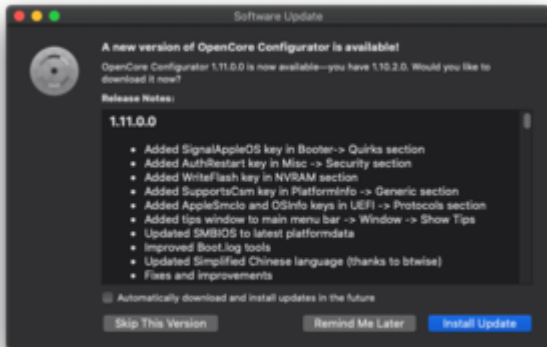 Software Update
A new version of OpenCore Configurator is available!
OpenCore Configurator 1.11.0.0 is now available—you have 1.10.2.0. Would you like to
download it now?
Release Notes:
1.11.0.0
• Added SignalAppleOS key in Booter-> Quirks section
• Added AuthRestart key in Misc -> Security section
• Added WriteFlash key in NVRAM section
• Added SupportsCsm key in PlatformInfo -> Generic section
• Added AppleSmcIo and OSInfo keys in UEFI -> Protocols section
• Added tips window to main menu bar -> Window -> Show Tips
• Updated SMBIOS to latest platformdata
• Improved Boot.log tools
• Updated Simplified Chinese language (thanks to btwise)
• Fixes and improvements
Automatically download and install updates in the future
Skip This Version
Remind Me Later
Install Update